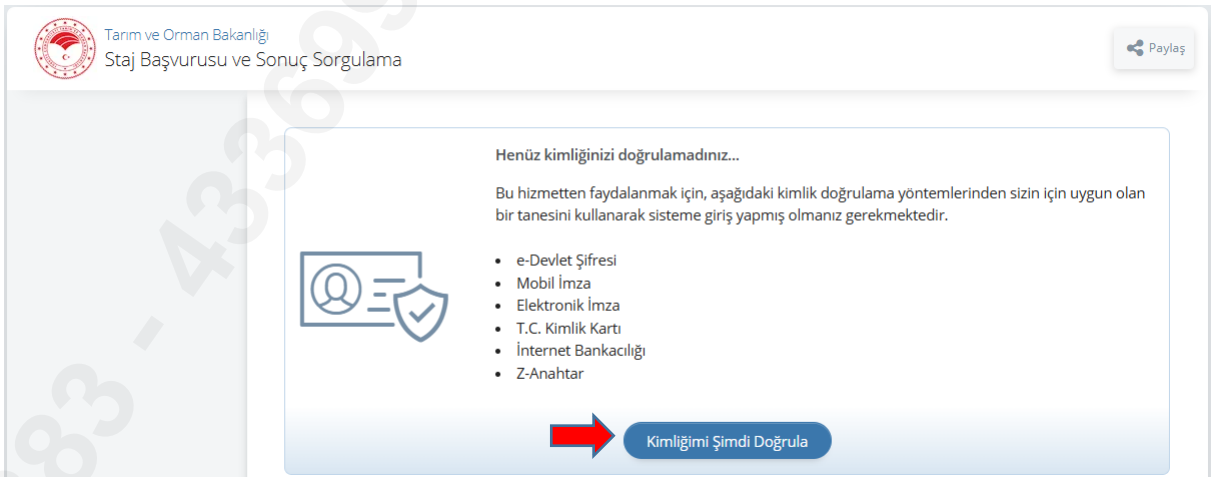 Tarım ve Orman Bakanlığı
Staj Başvurusu ve Sonuç Sorgulama
Paylaş
Henüz kimliğinizi doğrulamadınız...
Bu hizmetten faydalanmak için, aşağıdaki kimlik doğrulama yöntemlerinden sizin için uygun olan
bir tanesini kullanarak sisteme giriş yapmış olmanız gerekmektedir.
• e-Devlet Şifresi
• Mobil İmza
• Elektronik İmza
• T.C. Kimlik Kartı
• İnternet Bankacılığı
• Z-Anahtar
Kimliğimi Şimdi Doğrula